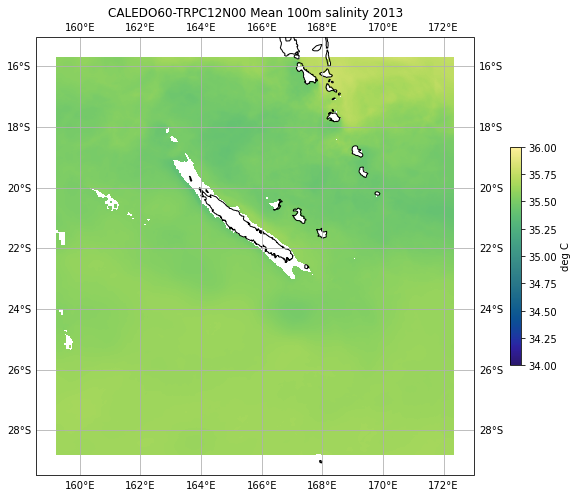 CALEDO60-TRPC12N00 Mean 100m salinity 2013
160°E 162°E 164°E 166°E 168°E 170°E 172°E
16°S 16°S
18°S 18°S
20°S 20°S
22°S 22°S
24°S 24°S
26°S 26°S
28°S 28°S
160°E 162°E 164°E 166°E 168°E 170°E 172°E
36.00
35.75
35.50
35.25
35.00
34.75
34.50
34.25
34.00
deg C